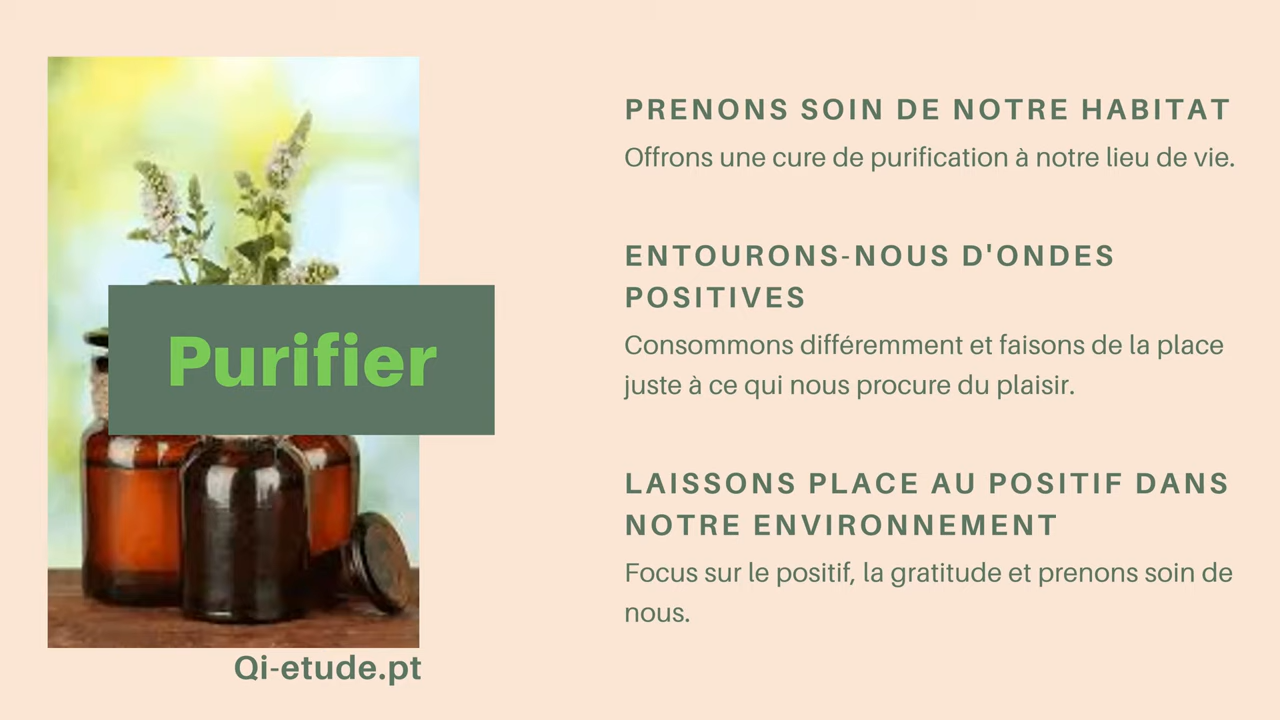 Purifier
Qi-etude.pt
PRENONS SOIN DE NOTRE HABITAT
Offrons une cure de purification à notre lieu de vie.
ENTOURONS-NOUS D'ONDES
POSITIVES
Consommons différemment et faisons de la place
juste à ce qui nous procure du plaisir.
LAISSONS PLACE AU POSITIF DANS
NOTRE ENVIRONNEMENT
Focus sur le positif, la gratitude et prenons soin de
nous.